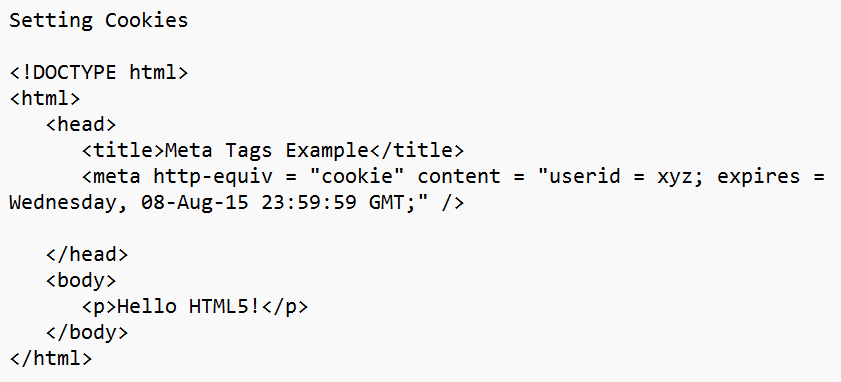 Setting Cookies
<!DOCTYPE html>
<html>
<head>
<title>Meta Tags Example</title>
<meta http-equiv = "cookie" content = "userid = xyz; expires =
Wednesday, 08-Aug-15 23:59:59 GMT;" />
</head>
<body>
<p>Hello HTML5!</p>
</body>
</html>